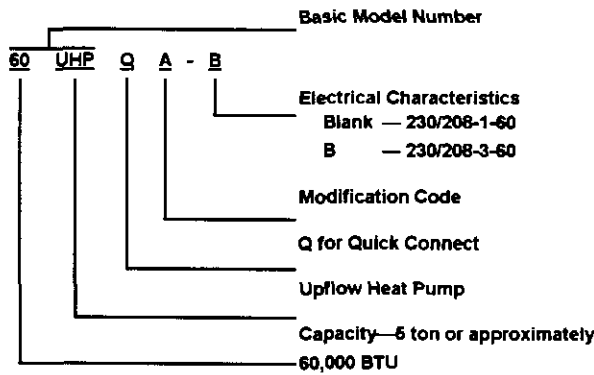 Basic Model Number
60 UHP Q A - B
Electrical Characteristics
Blank — 230/208-1-60
B — 230/208-3-60
Modification Code
Q for Quick Connect
Upflow Heat Pump
Capacity—5 ton or approximately
60,000 BTU